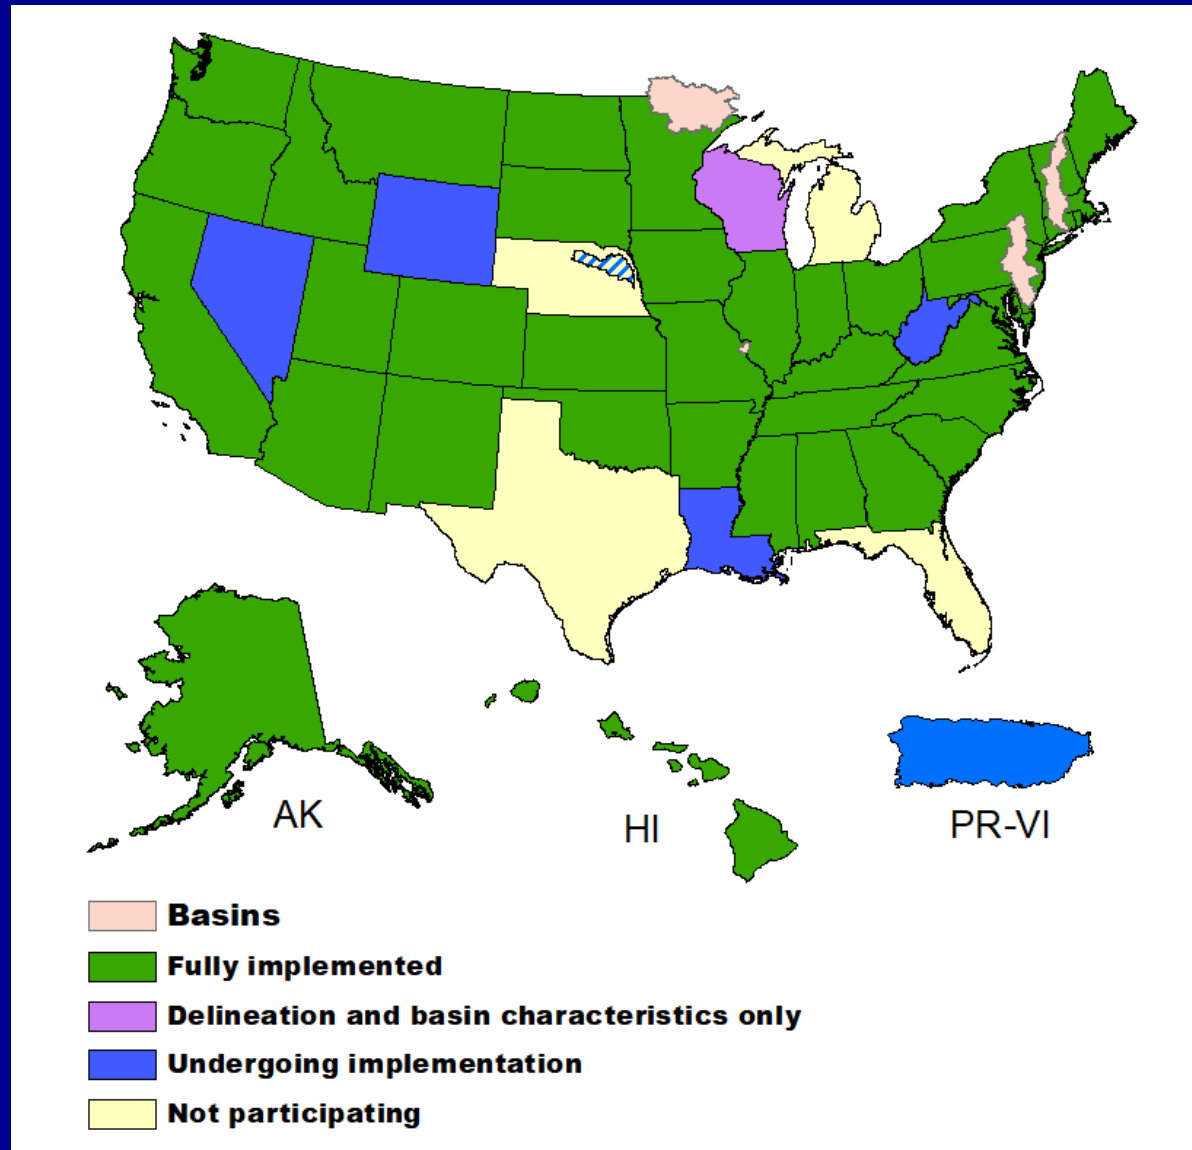 AK
HI
PR-VI
Basins
Fully implemented
Delineation and basin characteristics only
Undergoing implementation
Not participating